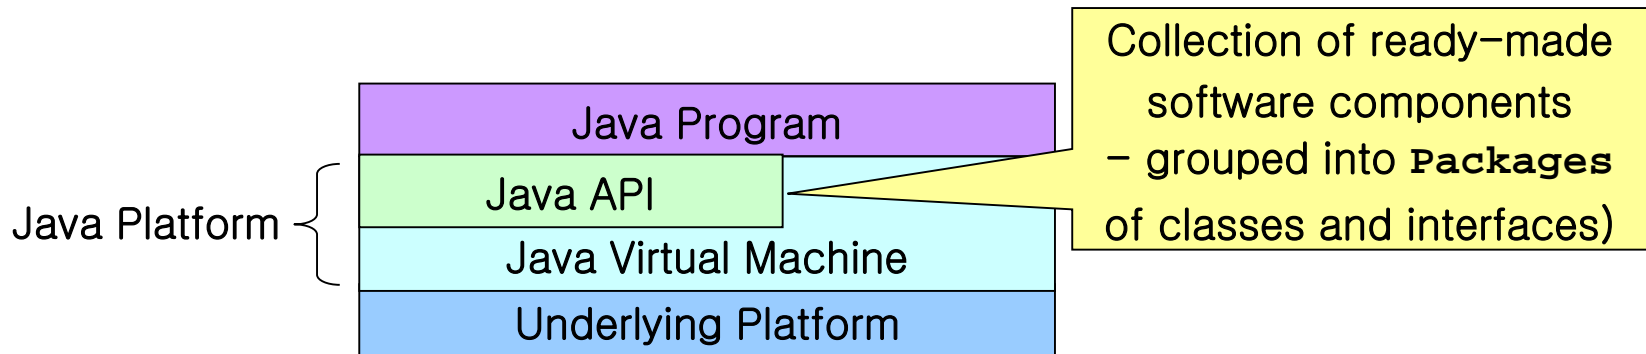 Java Program
Java API
Java Platform
Java Virtual Machine
Underlying Platform
Collection of ready-made
software components
- grouped into Packages
of classes and interfaces)